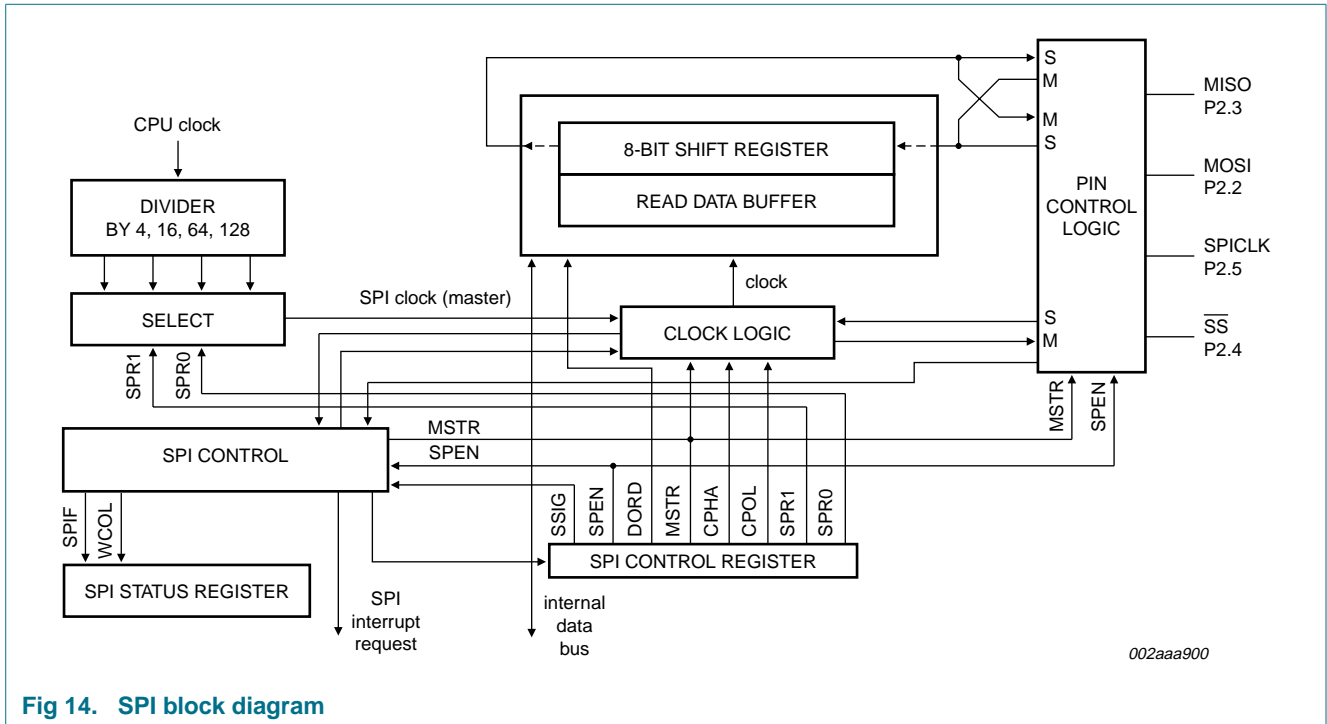 CPU clock
DIVIDER
BY 4, 16, 64, 128
SELECT
SPR1
SPR0
SPI clock (master)
8-BIT SHIFT REGISTER
READ DATA BUFFER
clock
CLOCK LOGIC
S
M
M
S
PIN
CONTROL
LOGIC
S
M
MISO
P2.3
MOSI
P2.2
SPICLK
P2.5
SS
P2.4
MSTR
SPEN
SPI CONTROL
MSTR
SPEN
SPIF
WCOL
SPI STATUS REGISTER
SPI
interrupt
request
SSIG
SPEN
DORD
MSTR
CPHA
CPOL
SPR1
SPR0
SPI CONTROL REGISTER
internal
data
bus
002aaa900
Fig 14. SPI block diagram